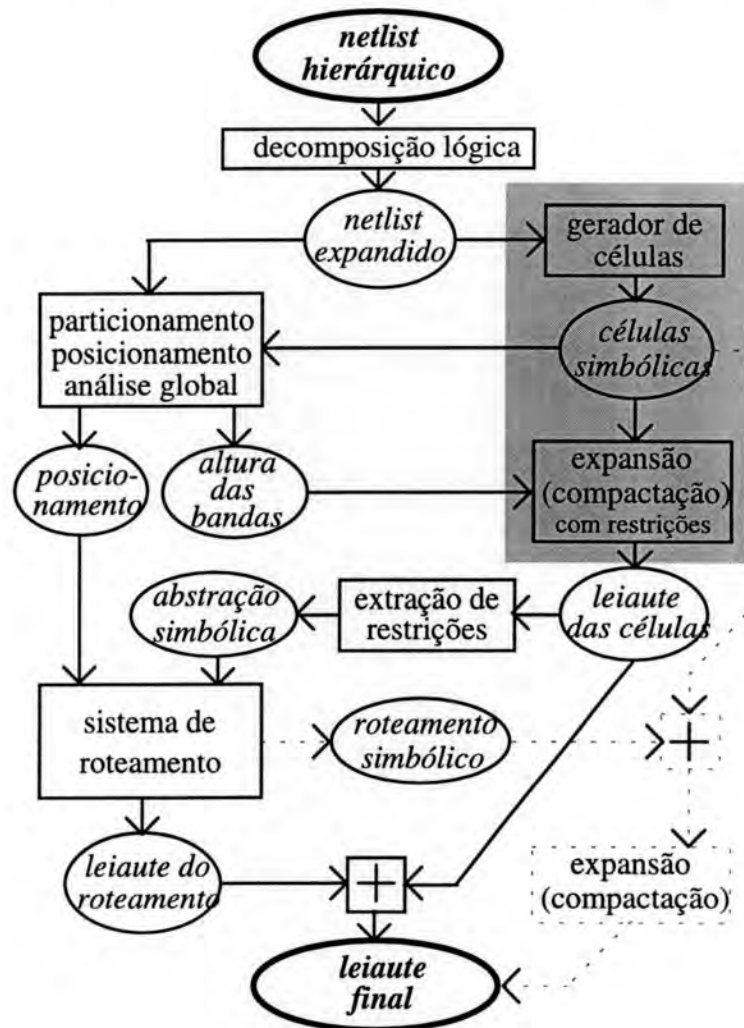 netlist
hierárquico
decomposição lógica
netlist
expandido
gerador de
células
particionamento
posicionamento
análise global
células
simbólicas
posicio-
namento
altura
das
bandas
expansão
(compactação)
com restrições
abstração
simbólica
extração de
restrições
leiaute
das células
sistema de
roteamento
roteamento
simbólico
+
leiaute do
roteamento
+
expansão
(compactação)
leiaute
final